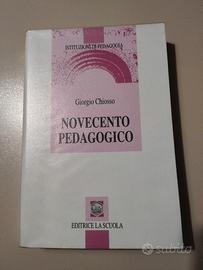 ISTITUZIONI DI PEDAGOGIA
Giorgio Chiosso
NOVECENTO
PEDAGOGICO
EDITRICE LA SCUOLA
subito